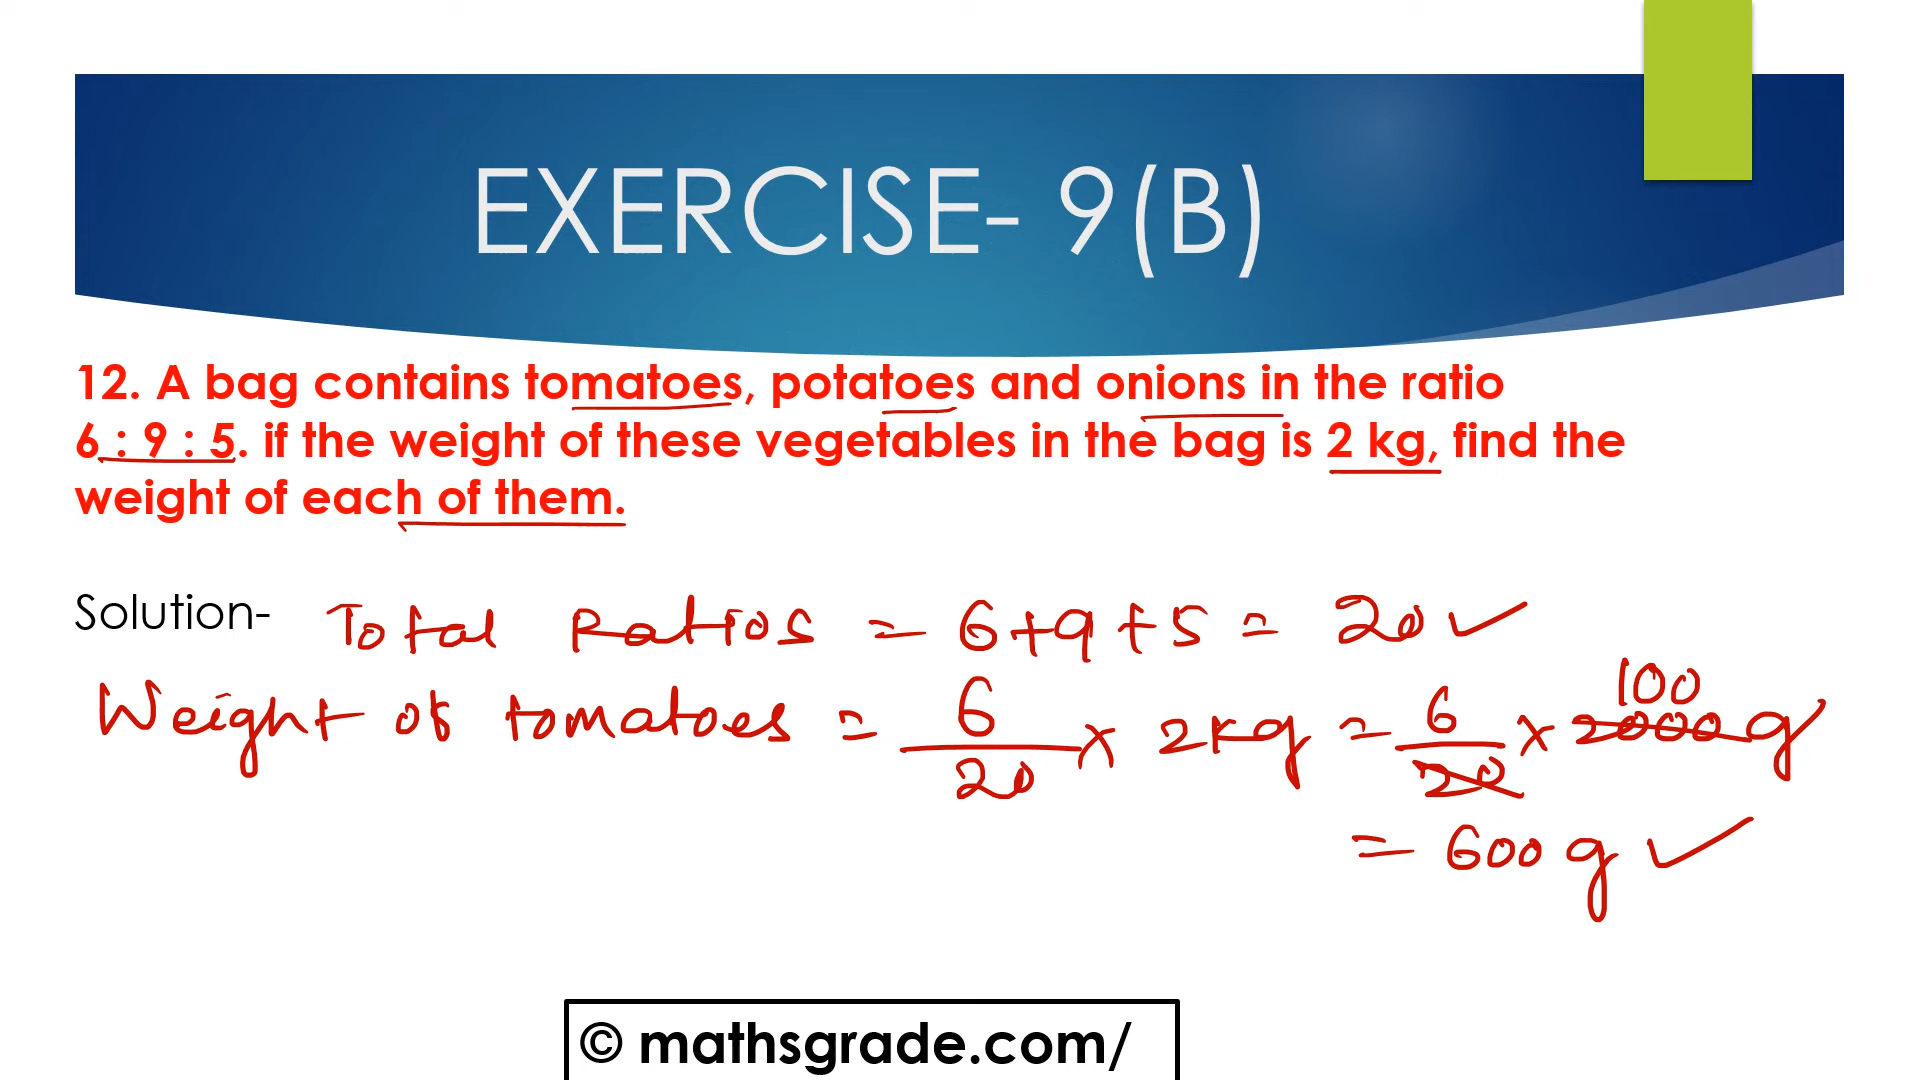 EXERCISE- 9(B)
12. A bag contains tomatoes, potatoes and onions in the ratio
6 : 9 : 5. if the weight of these vegetables in the bag is 2 kg, find the
weight of each of them.
Solution- Total Ratios = 6+9+5 = 20 ✓
Weight of tomatoes = 6/20 × 2kg = 6/20 × 2000 g
100
= 600 g ✓
© mathsgrade.com/